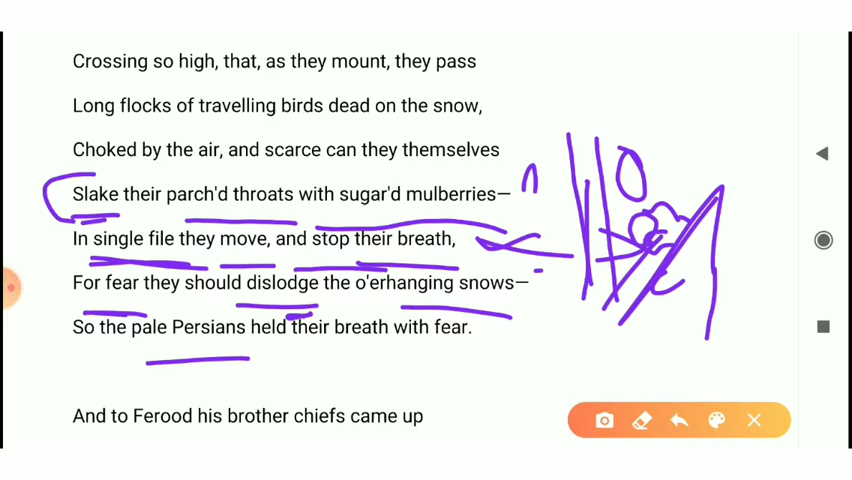 Crossing so high, that, as they mount, they pass
Long flocks of travelling birds dead on the snow,
Choked by the air, and scarce can they themselves
Slake their parch'd throats with sugar'd mulberries—
In single file they move, and stop their breath,
For fear they should dislodge the o'erhanging snows—
So the pale Persians held their breath with fear.
And to Ferood his brother chiefs came up